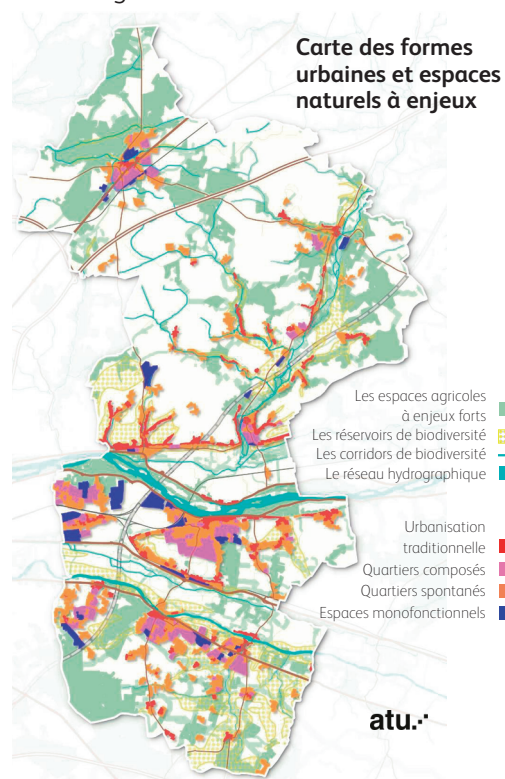 Carte des formes
urbaines et espaces
naturels à enjeux
Les espaces agricoles
à enjeux forts
Les réservoirs de biodiversité
Les corridors de biodiversité
Le réseau hydrographique
Urbanisation
traditionnelle
Quartiers composés
Quartiers spontanés
Espaces monofonctionnels
atu.